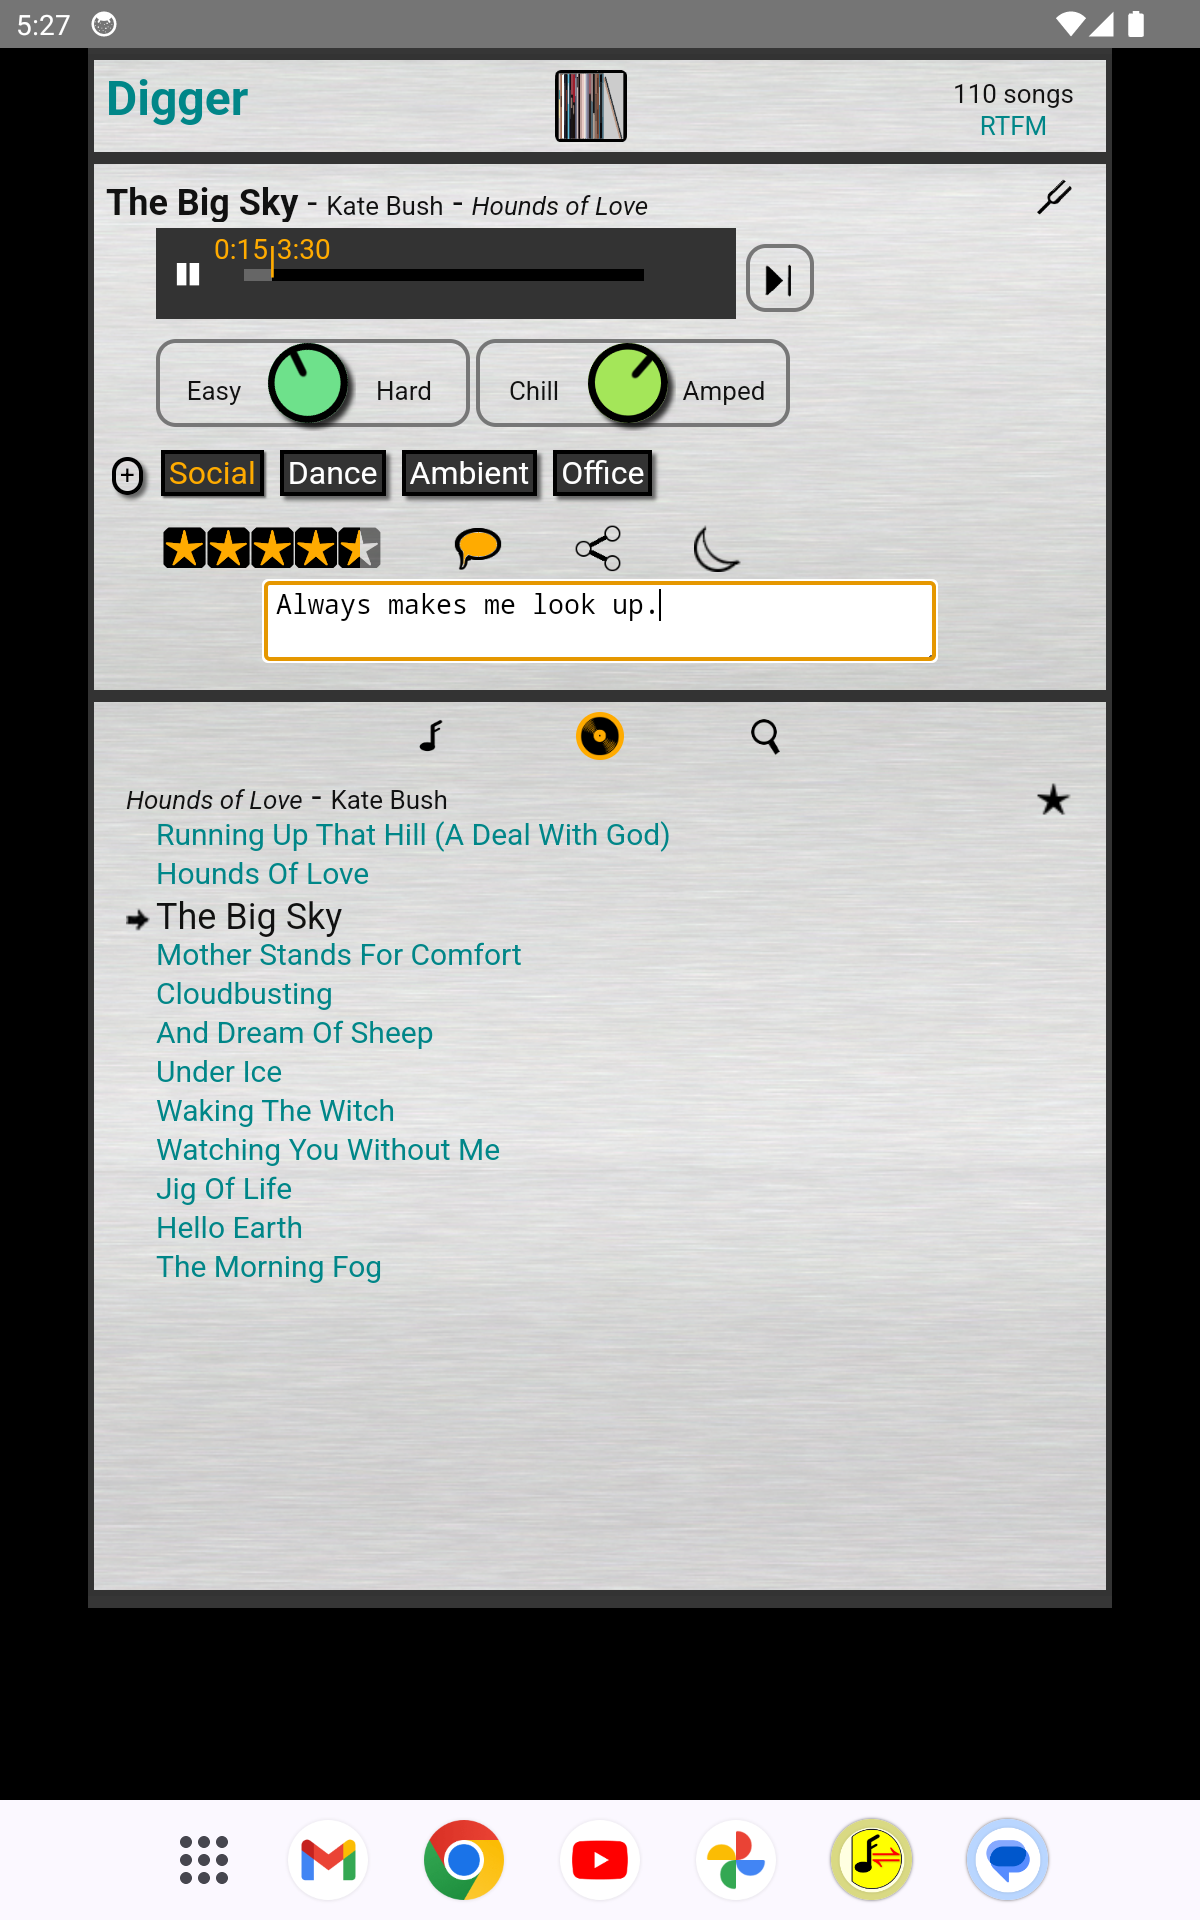 5:27
Digger
110 songs
RTFM
The Big Sky - Kate Bush - Hounds of Love
0:15 3:30
Easy Hard Chill Amped
+ Social Dance Ambient Office
Always makes me look up.
Hounds of Love - Kate Bush
Running Up That Hill (A Deal With God)
Hounds Of Love
The Big Sky
Mother Stands For Comfort
Cloudbusting
And Dream Of Sheep
Under Ice
Waking The Witch
Watching You Without Me
Jig Of Life
Hello Earth
The Morning Fog